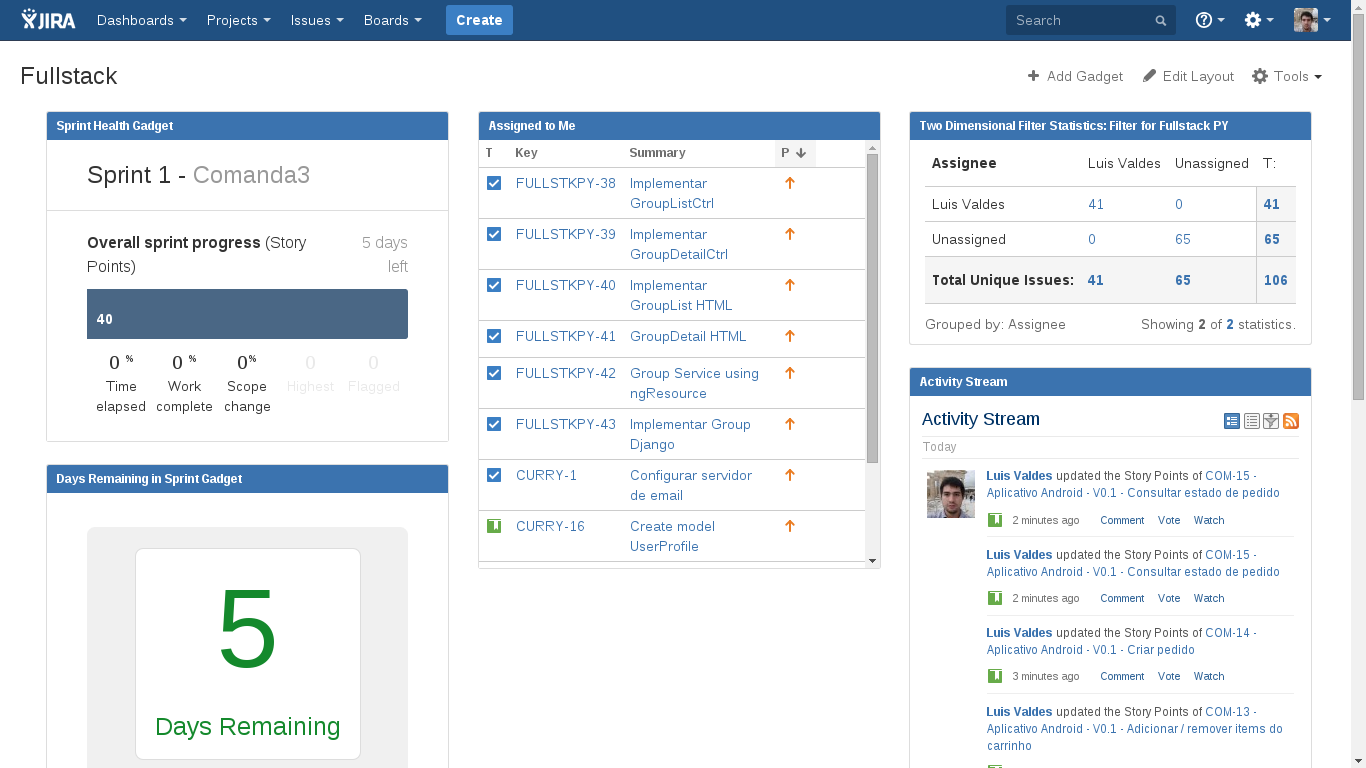 JIRA Dashboards Projects Issues Boards Create Search
Fullstack
Add Gadget Edit Layout Tools
Sprint Health Gadget
Sprint 1 - Comanda3
Overall sprint progress (Story 5 days
Points) left
40
0 % 0 % 0% 0 0
Time Work Scope Highest Flagged
elapsed complete change
Days Remaining in Sprint Gadget
5
Days Remaining
Assigned to Me
T Key Summary P
FULLSTKPY-38 Implementar
GroupListCtrl
FULLSTKPY-39 Implementar
GroupDetailCtrl
FULLSTKPY-40 Implementar
GroupList HTML
FULLSTKPY-41 GroupDetail HTML
FULLSTKPY-42 Group Service using
ngResource
FULLSTKPY-43 Implementar Group
Django
CURRY-1 Configurar servidor
de email
CURRY-16 Create model
UserProfile
Two Dimensional Filter Statistics: Filter for Fullstack PY
Assignee Luis Valdes Unassigned T:
Luis Valdes 41 0 41
Unassigned 0 65 65
Total Unique Issues: 41 65 106
Grouped by: Assignee Showing 2 of 2 statistics.
Activity Stream
Activity Stream
Today
Luis Valdes updated the Story Points of COM-15 -
Aplicativo Android - V0.1 - Consultar estado de pedido
2 minutes ago Comment Vote Watch
Luis Valdes updated the Story Points of COM-15 -
Aplicativo Android - V0.1 - Consultar estado de pedido
2 minutes ago Comment Vote Watch
Luis Valdes updated the Story Points of COM-14 -
Aplicativo Android - V0.1 - Criar pedido
3 minutes ago Comment Vote Watch
Luis Valdes updated the Story Points of COM-13 -
Aplicativo Android - V0.1 - Adicionar / remover items do
carrinho